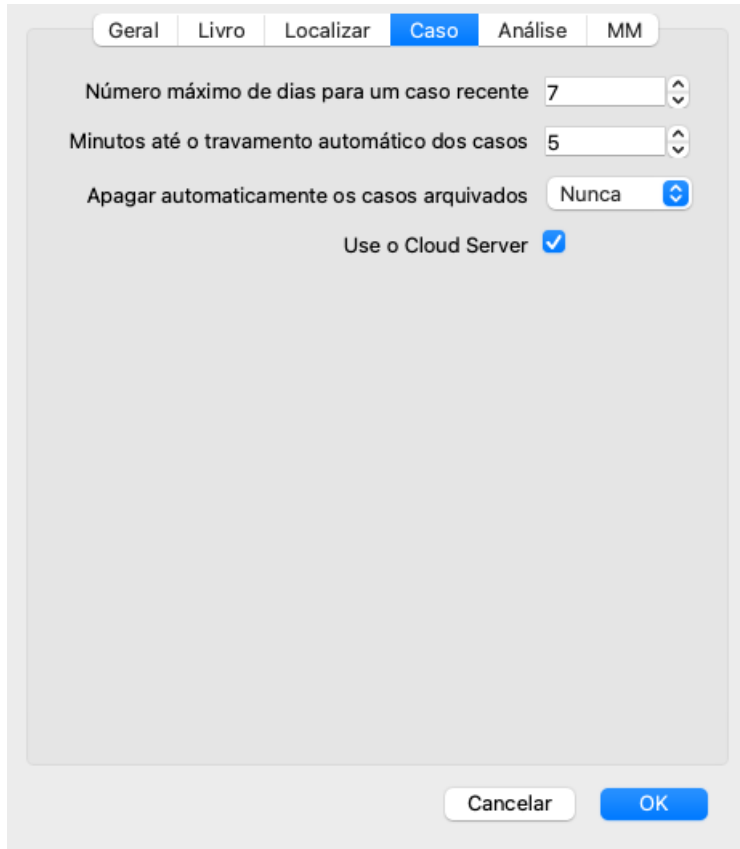 Geral Livro Localizar Caso Análise MM
Número máximo de dias para um caso recente 7
Minutos até o travamento automático dos casos 5
Apagar automaticamente os casos arquivados Nunca
Use o Cloud Server
Cancelar OK